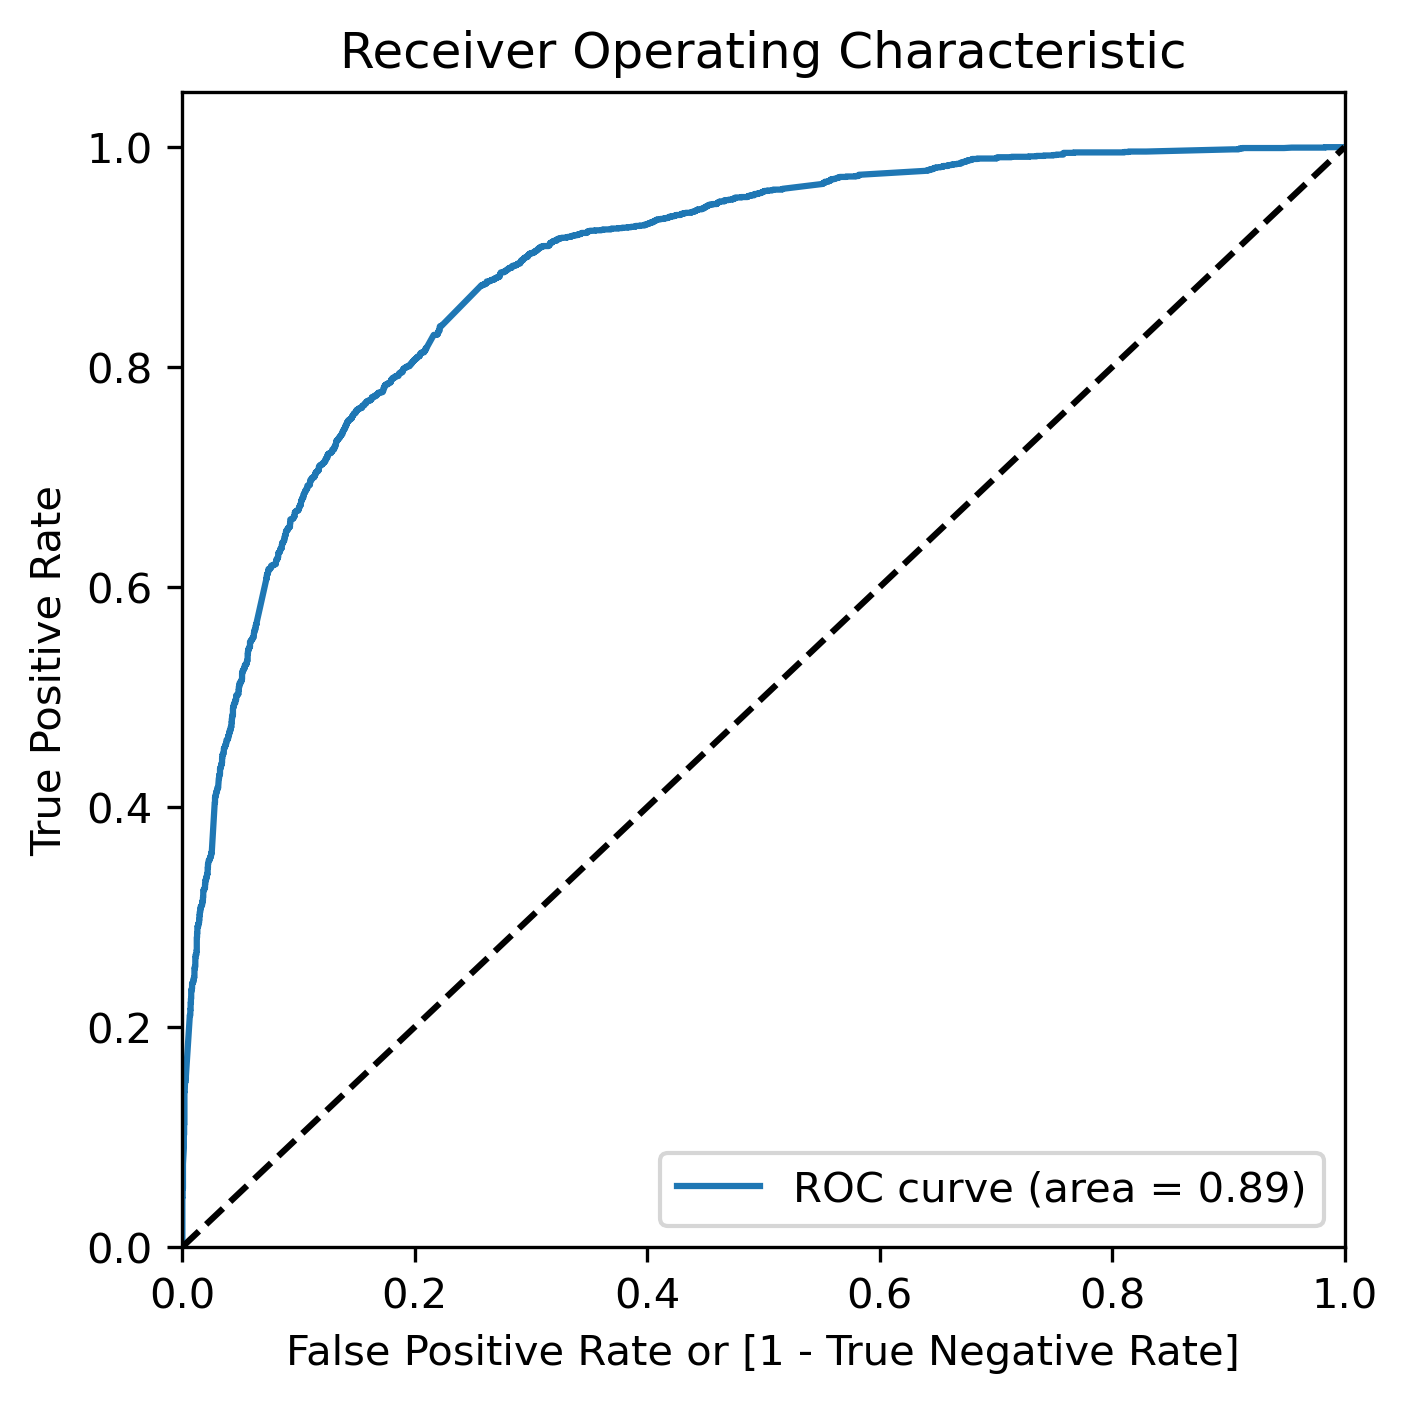 Receiver Operating Characteristic
1.0
0.8
0.6
0.4
0.2
0.0
True Positive Rate
ROC curve (area = 0.89)
0.0 0.2 0.4 0.6 0.8 1.0
False Positive Rate or [1 - True Negative Rate]